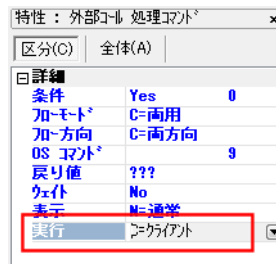 特性 : 外部ｺｰﾙ 処理ｺﾏﾝﾄﾞ
区分(C) 全体(A)
詳細
条件 Yes 0
ﾌﾛｰﾓｰﾄﾞ C=両用
ﾌﾛｰ方向 C=両方向
OS ｺﾏﾝﾄﾞ 9
戻り値 ???
ｳｪｲﾄ No
表示 N=通常
実行 C=ｸﾗｲｱﾝﾄ